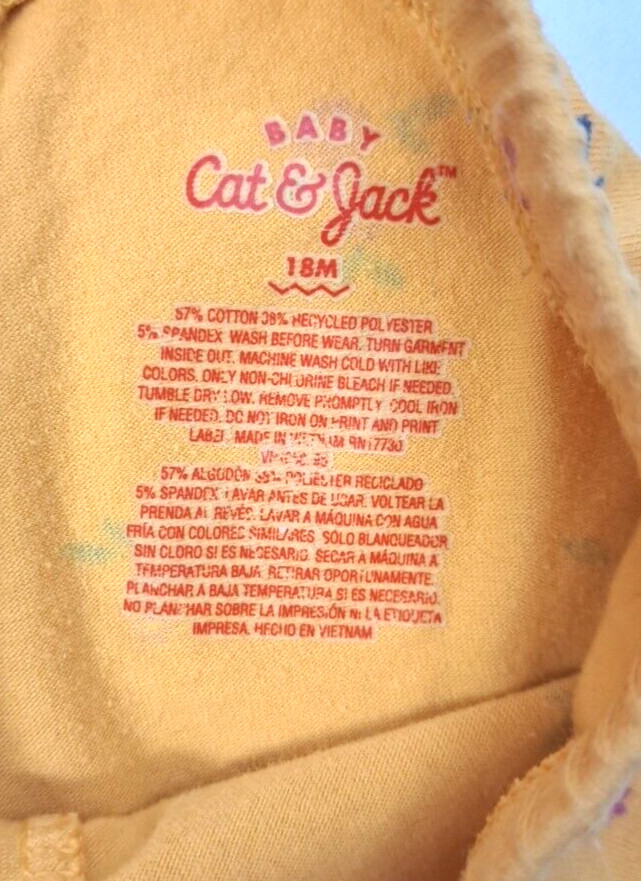 BABY
Cat & Jack™
18M
57% COTTON 38% RECYCLED POLYESTER
5% SPANDEX WASH BEFORE WEAR. TURN GARMENT
INSIDE OUT. MACHINE WASH COLD WITH LIKE
COLORS. ONLY NON-CHLORINE BLEACH IF NEEDED.
TUMBLE DRY LOW. REMOVE PROMPTLY. COOL IRON
IF NEEDED. DO NOT IRON ON PRINT AND PRINT
LABEL. MADE IN VIETNAM RN17730
57% ALGODÓN 38% POLIÉSTER RECICLADO
5% SPANDEX LAVAR ANTES DE USAR. VOLTEAR LA
PRENDA AL REVÉS. LAVAR A MÁQUINA CON AGUA
FRÍA CON COLORES SIMILARES. SOLO BLANQUEADOR
SIN CLORO SI ES NECESARIO. SECAR A MÁQUINA A
TEMPERATURA BAJA. RETIRAR OPORTUNAMENTE.
PLANCHAR A BAJA TEMPERATURA SI ES NECESARIO.
NO PLANCHAR SOBRE LA IMPRESIÓN NI LA ETIQUETA
IMPRESA. HECHO EN VIETNAM